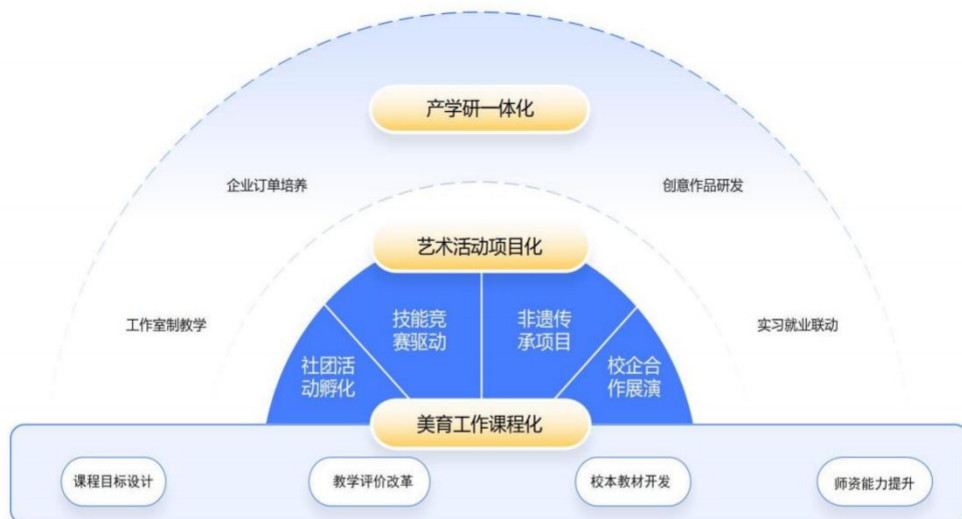 产学研一体化
企业订单培养
创意作品研发
艺术活动项目化
工作室制教学
技能竞
赛驱动
非遗传
承项目
实习就业联动
社团活
动孵化
校企合
作展演
美育工作课程化
课程目标设计
教学评价改革
校本教材开发
师资能力提升